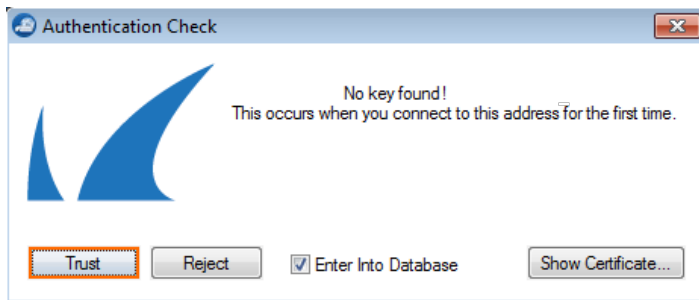 Authentication Check
No key found!
This occurs when you connect to this address for the first time.
Trust
Reject
Enter Into Database
Show Certificate...